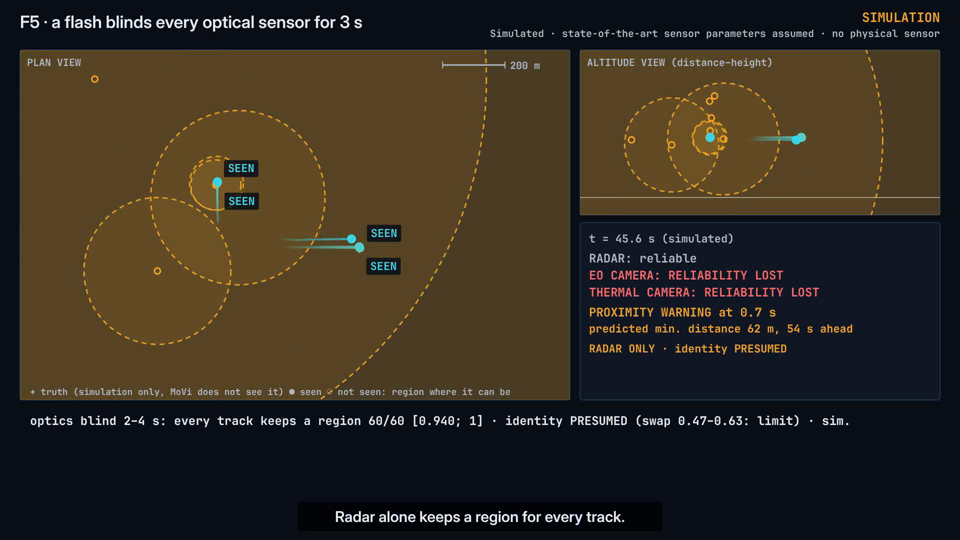 F5 · a flash blinds every optical sensor for 3 s
SIMULATION
Simulated · state-of-the-art sensor parameters assumed · no physical sensor
PLAN VIEW
200 m
SEEN
SEEN
SEEN
SEEN
+ truth (simulation only, MoVi does not see it) ● seen ○ not seen: region where it can be
ALTITUDE VIEW (distance-height)
t = 45.6 s (simulated)
RADAR: reliable
EO CAMERA: RELIABILITY LOST
THERMAL CAMERA: RELIABILITY LOST
PROXIMITY WARNING at 0.7 s
predicted min. distance 62 m, 54 s ahead
RADAR ONLY · identity PRESUMED
optics blind 2–4 s: every track keeps a region 60/60 [0.940; 1] · identity PRESUMED (swap 0.47–0.63: limit) · sim.
Radar alone keeps a region for every track.